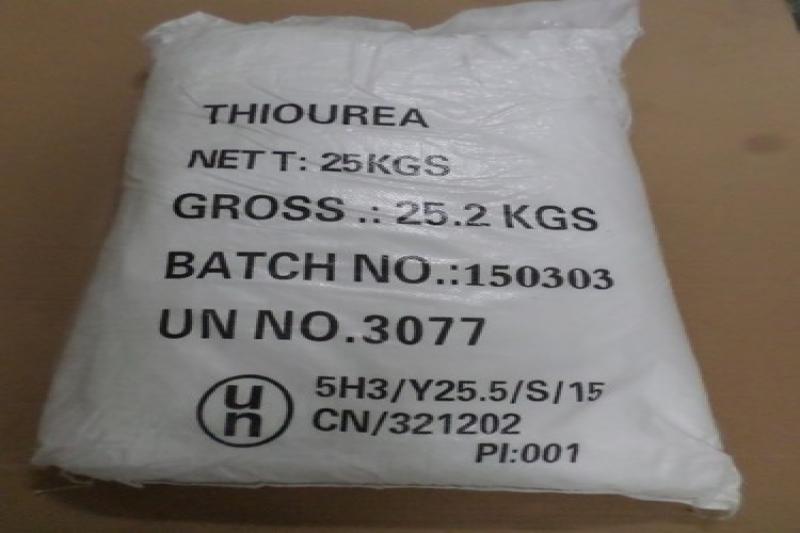 THIOUREA
NET T: 25KGS
GROSS .: 25.2 KGS
BATCH NO.:150303
UN NO.3077
un 5H3/Y25.5/S/15
CN/321202
PI:001